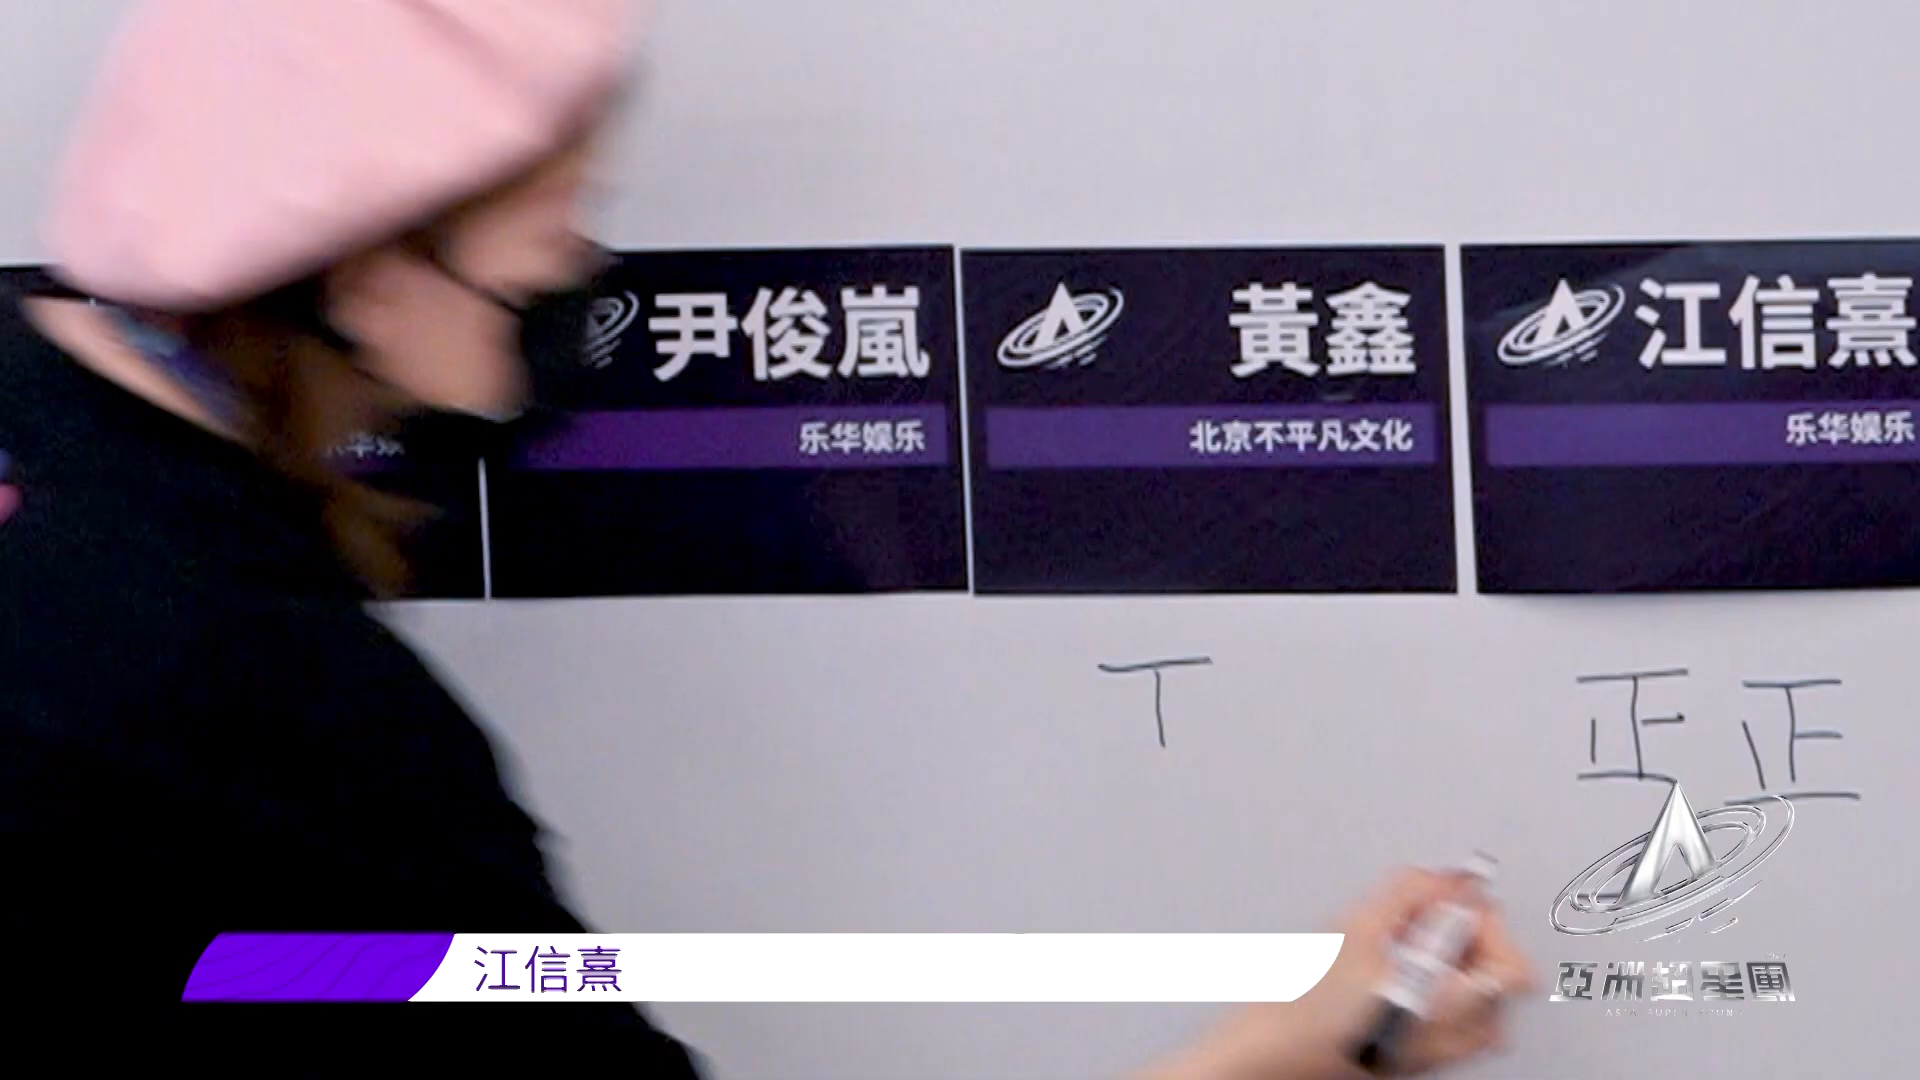 尹俊嵐
乐华娱乐
黃鑫
北京不平凡文化
江信熹
乐华娱乐
正 正
江信熹
亞洲超星團